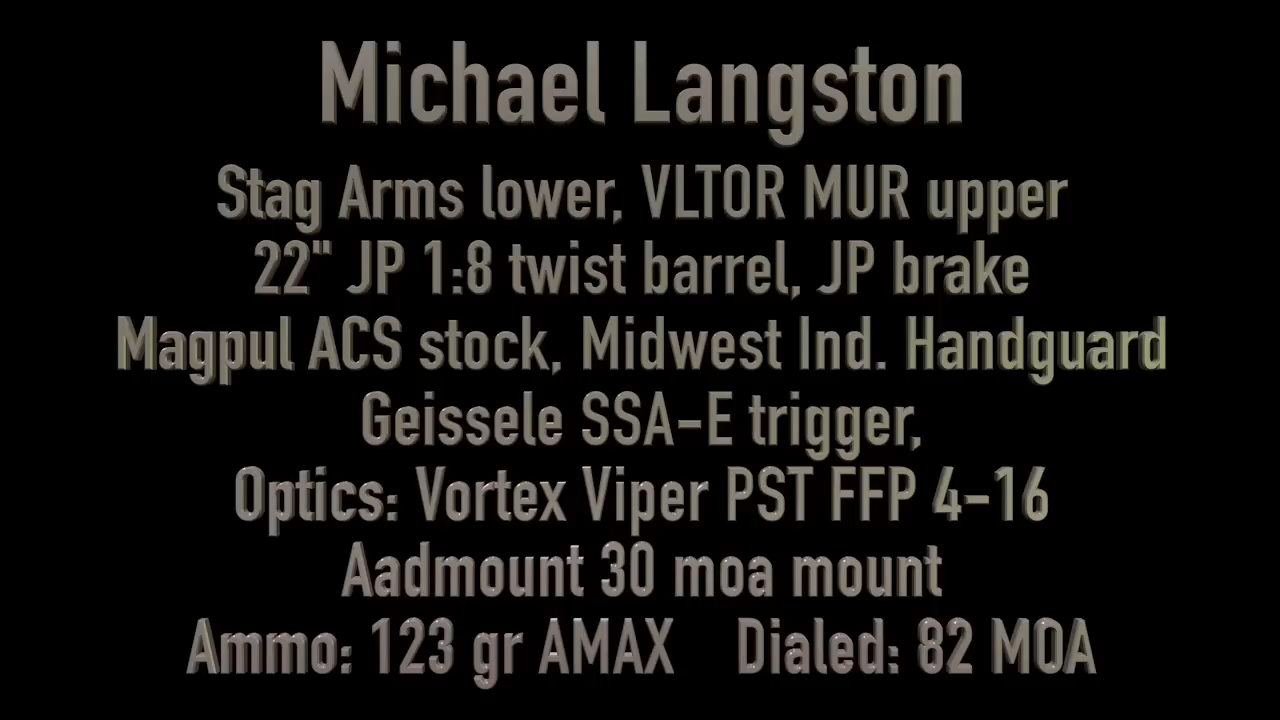 Michael Langston
Stag Arms lower, VLTOR MUR upper
22" JP 1:8 twist barrel, JP brake
Magpul ACS stock, Midwest Ind. Handguard
Geissele SSA-E trigger,
Optics: Vortex Viper PST FFP 4-16
Aadmount 30 moa mount
Ammo: 123 gr AMAX Dialed: 82 MOA